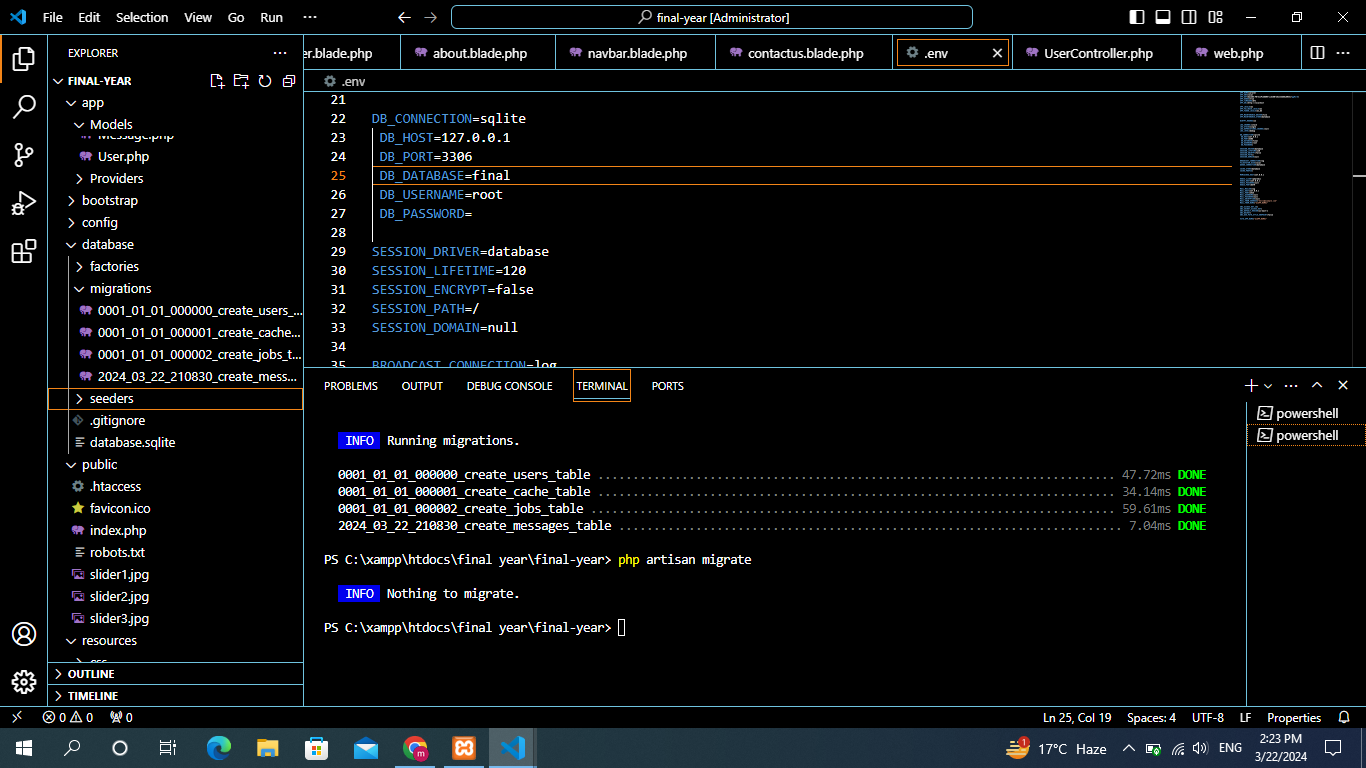 File Edit Selection View Go Run ··· final-year [Administrator]
EXPLORER ···
er.blade.php about.blade.php navbar.blade.php contactus.blade.php .env UserController.php web.php ···
FINAL-YEAR
app
Models
Message.php
User.php
Providers
bootstrap
config
database
factories
migrations
0001_01_01_000000_create_users_...
0001_01_01_000001_create_cache...
0001_01_01_000002_create_jobs_t...
2024_03_22_210830_create_mess...
seeders
.gitignore
database.sqlite
public
.htaccess
favicon.ico
index.php
robots.txt
slider1.jpg
slider2.jpg
slider3.jpg
resources
css
OUTLINE
TIMELINE
.env
21
22 DB_CONNECTION=sqlite
23 DB_HOST=127.0.0.1
24 DB_PORT=3306
25 DB_DATABASE=final
26 DB_USERNAME=root
27 DB_PASSWORD=
28
29 SESSION_DRIVER=database
30 SESSION_LIFETIME=120
31 SESSION_ENCRYPT=false
32 SESSION_PATH=/
33 SESSION_DOMAIN=null
34
35 BROADCAST_CONNECTION=log
PROBLEMS OUTPUT DEBUG CONSOLE TERMINAL PORTS ···
INFO Running migrations.
0001_01_01_000000_create_users_table ........ 47.72ms DONE
0001_01_01_000001_create_cache_table ........ 34.14ms DONE
0001_01_01_000002_create_jobs_table ........ 59.61ms DONE
2024_03_22_210830_create_messages_table ........ 7.04ms DONE
PS C:\xampp\htdocs\final year\final-year> php artisan migrate
INFO Nothing to migrate.
PS C:\xampp\htdocs\final year\final-year>
powershell
powershell
0 0 0 Ln 25, Col 19 Spaces: 4 UTF-8 LF Properties
1 17°C Haze ENG 2:23 PM
3/22/2024